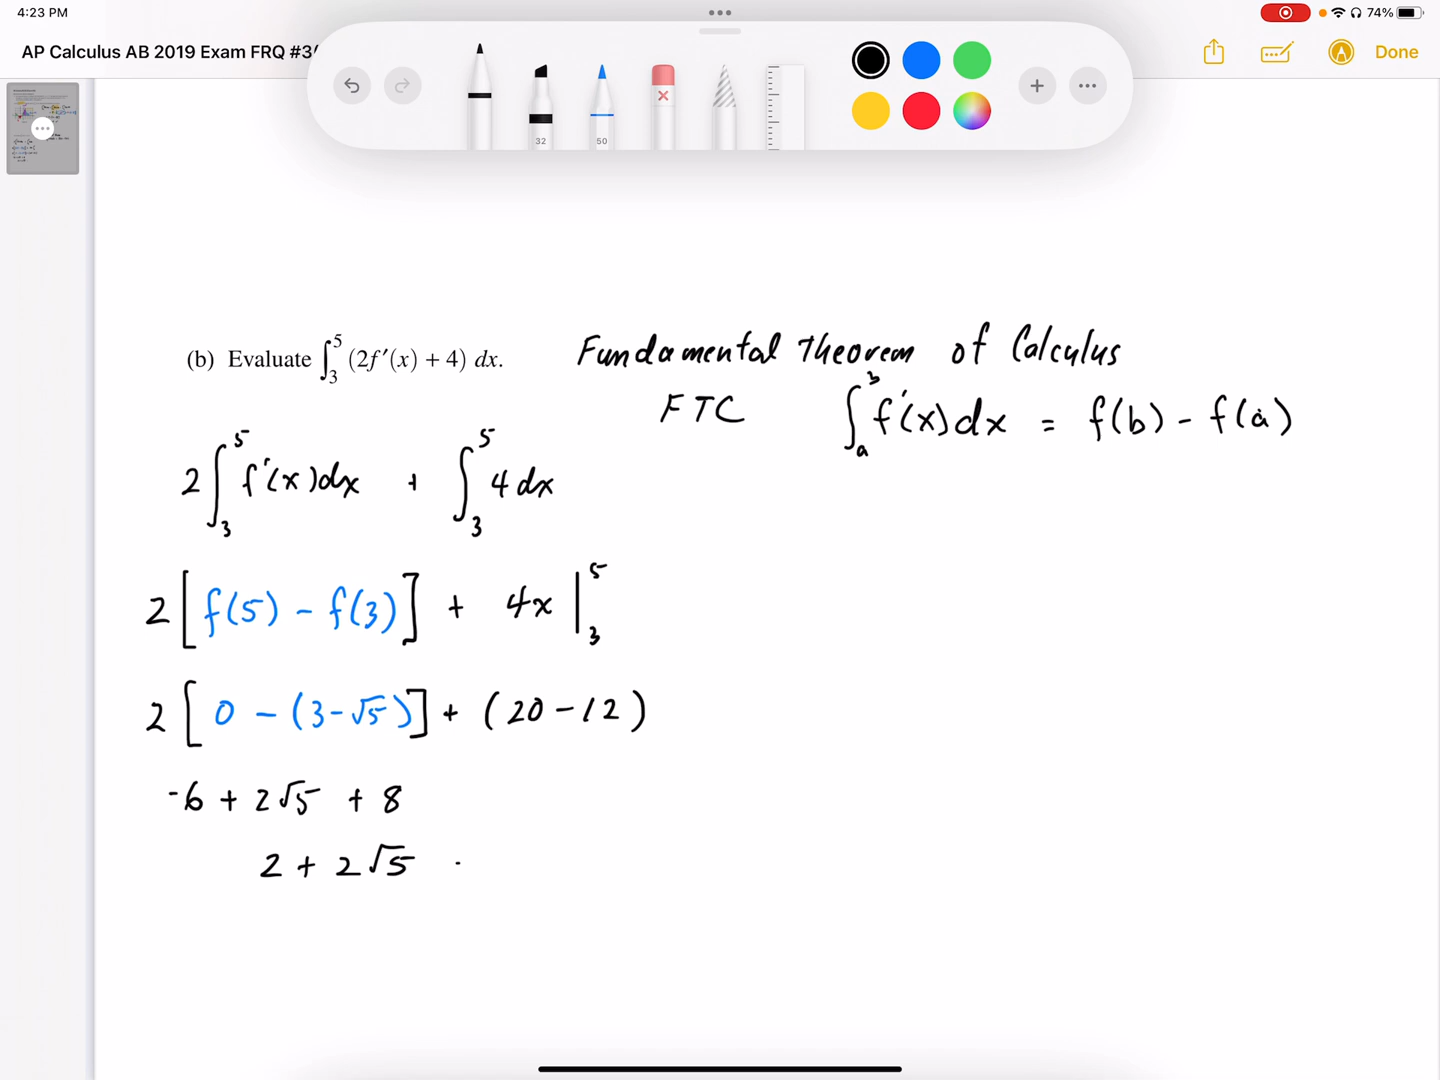 4:23 PM
74%
AP Calculus AB 2019 Exam FRQ #3(
Done
32 50
(b) Evaluate ∫₃⁵ (2f′(x) + 4) dx.
Fundamental Theorem of Calculus
FTC ∫ₐ³ f′(x)dx = f(b) - f(a)
2∫₃⁵ f′(x)dx + ∫₃⁵ 4dx
2[f(5) - f(3)] + 4x|₃⁵
2[0 - (3-√5)] + (20-12)
-6 + 2√5 + 8
2 + 2√5